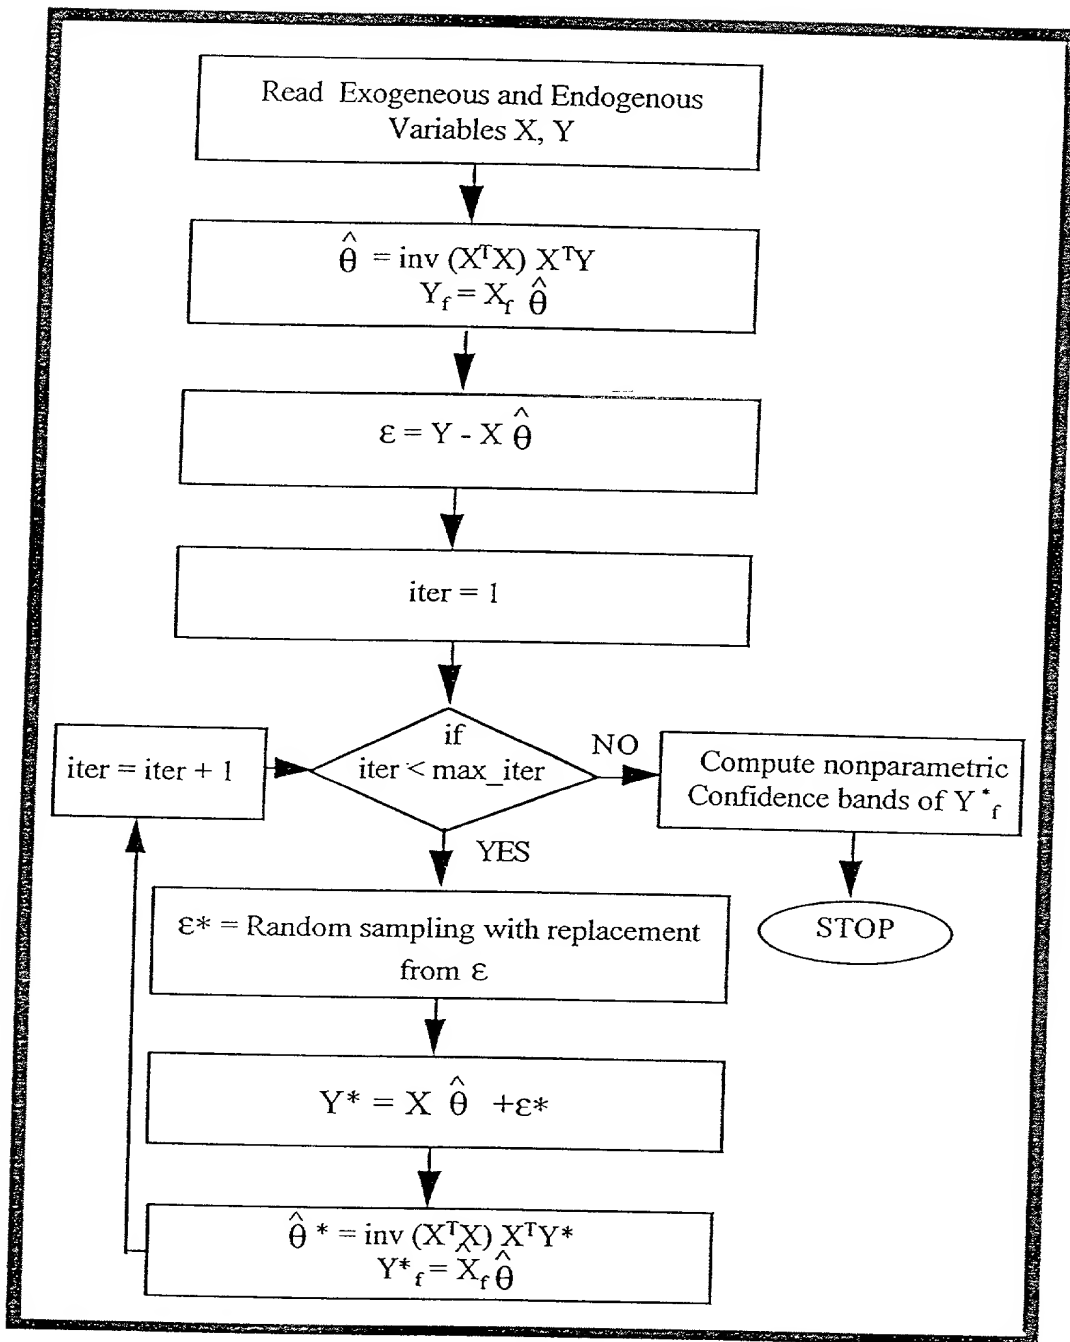 Read Exogeneous and Endogenous
Variables X, Y
θ̂ = inv (XᵀX) XᵀY
Y_f = X_f θ̂
ε = Y - X θ̂
iter = 1
if
iter < max_iter
NO
YES
iter = iter + 1
Compute nonparametric
Confidence bands of Y*_f
STOP
ε* = Random sampling with replacement
from ε
Y* = X θ̂ +ε*
θ̂* = inv (XᵀX) XᵀY*
Y*_f = X̂_f θ̂